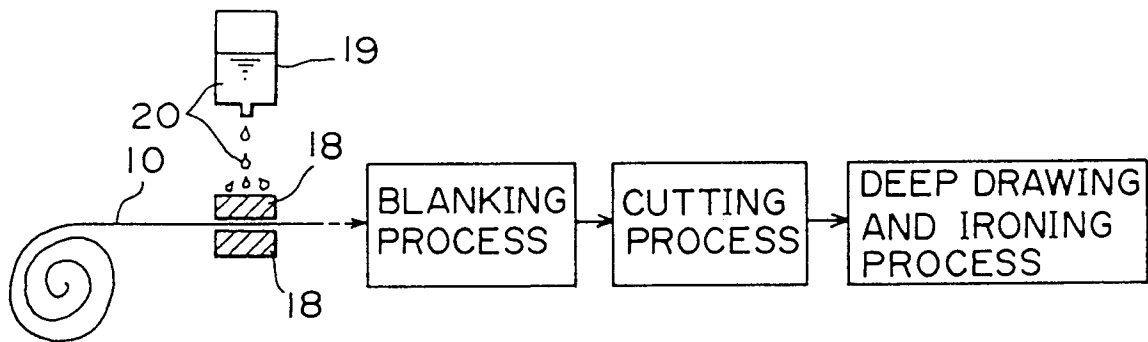 19
20
18
10
BLANKING
PROCESS
CUTTING
PROCESS
DEEP DRAWING
AND IRONING
PROCESS
18